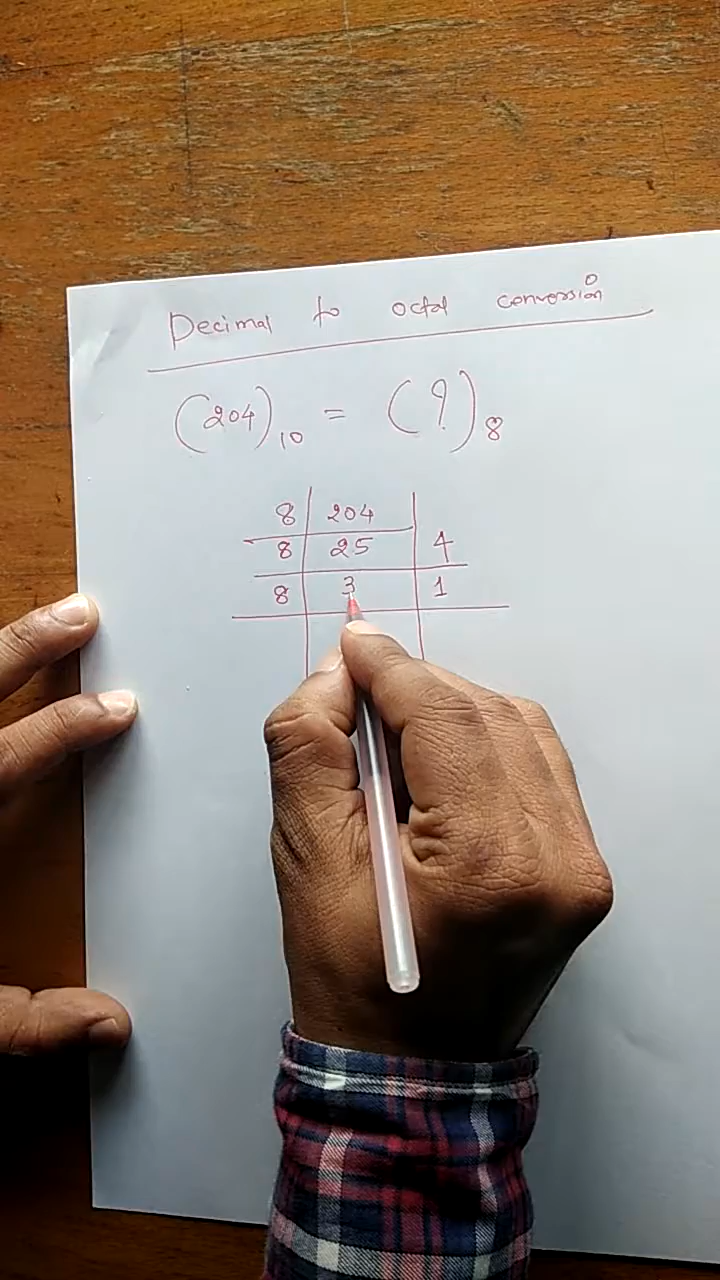 Decimal to octal conversion
(204)10 = (?)8
8 204
8 25 4
8 3 1